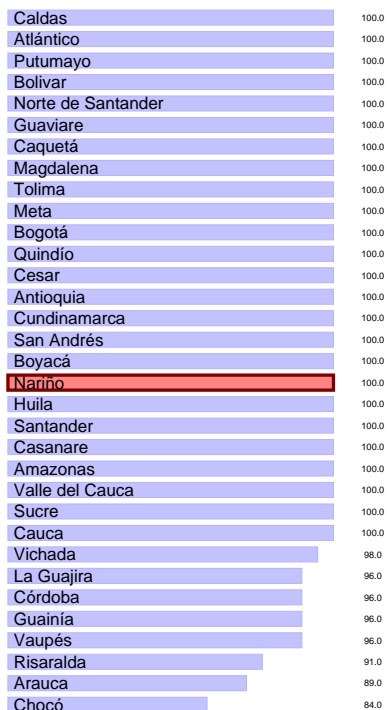 Caldas 100.0
Atlántico 100.0
Putumayo 100.0
Bolivar 100.0
Norte de Santander 100.0
Guaviare 100.0
Caquetá 100.0
Magdalena 100.0
Tolima 100.0
Meta 100.0
Bogotá 100.0
Quindío 100.0
Cesar 100.0
Antioquia 100.0
Cundinamarca 100.0
San Andrés 100.0
Boyacá 100.0
Nariño 100.0
Huila 100.0
Santander 100.0
Casanare 100.0
Amazonas 100.0
Valle del Cauca 100.0
Sucre 100.0
Cauca 100.0
Vichada 98.0
La Guajira 96.0
Córdoba 96.0
Guainía 96.0
Vaupés 96.0
Risaralda 91.0
Arauca 89.0
Chocó 84.0